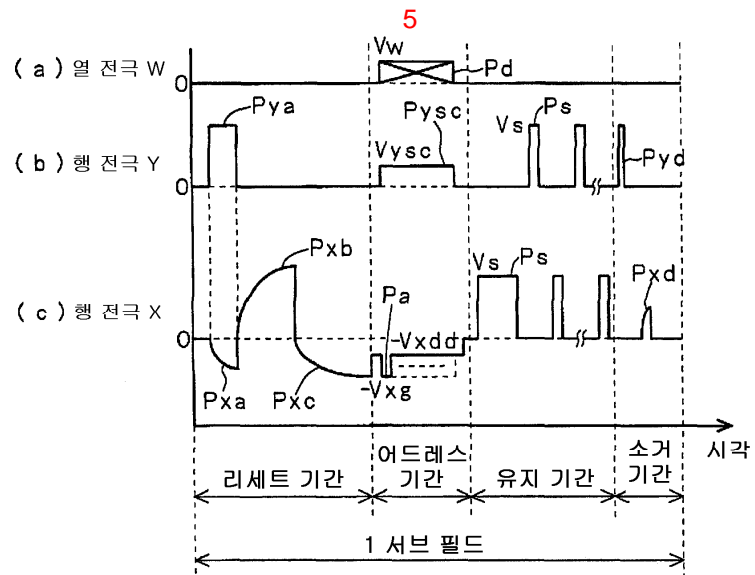 5
( a ) 열 전극 W
0
Vw
Pd
Pya
Pysc
Vs
Ps
( b ) 행 전극 Y
Vysc
Pyd
0
Pxb
Vs
Ps
Pxd
( c ) 행 전극 X
Pa
0
-Vxdd
Pxa
Pxc
-Vxg
시각
리세트 기간
어드레스
기간
유지 기간
소거
기간
1 서브 필드